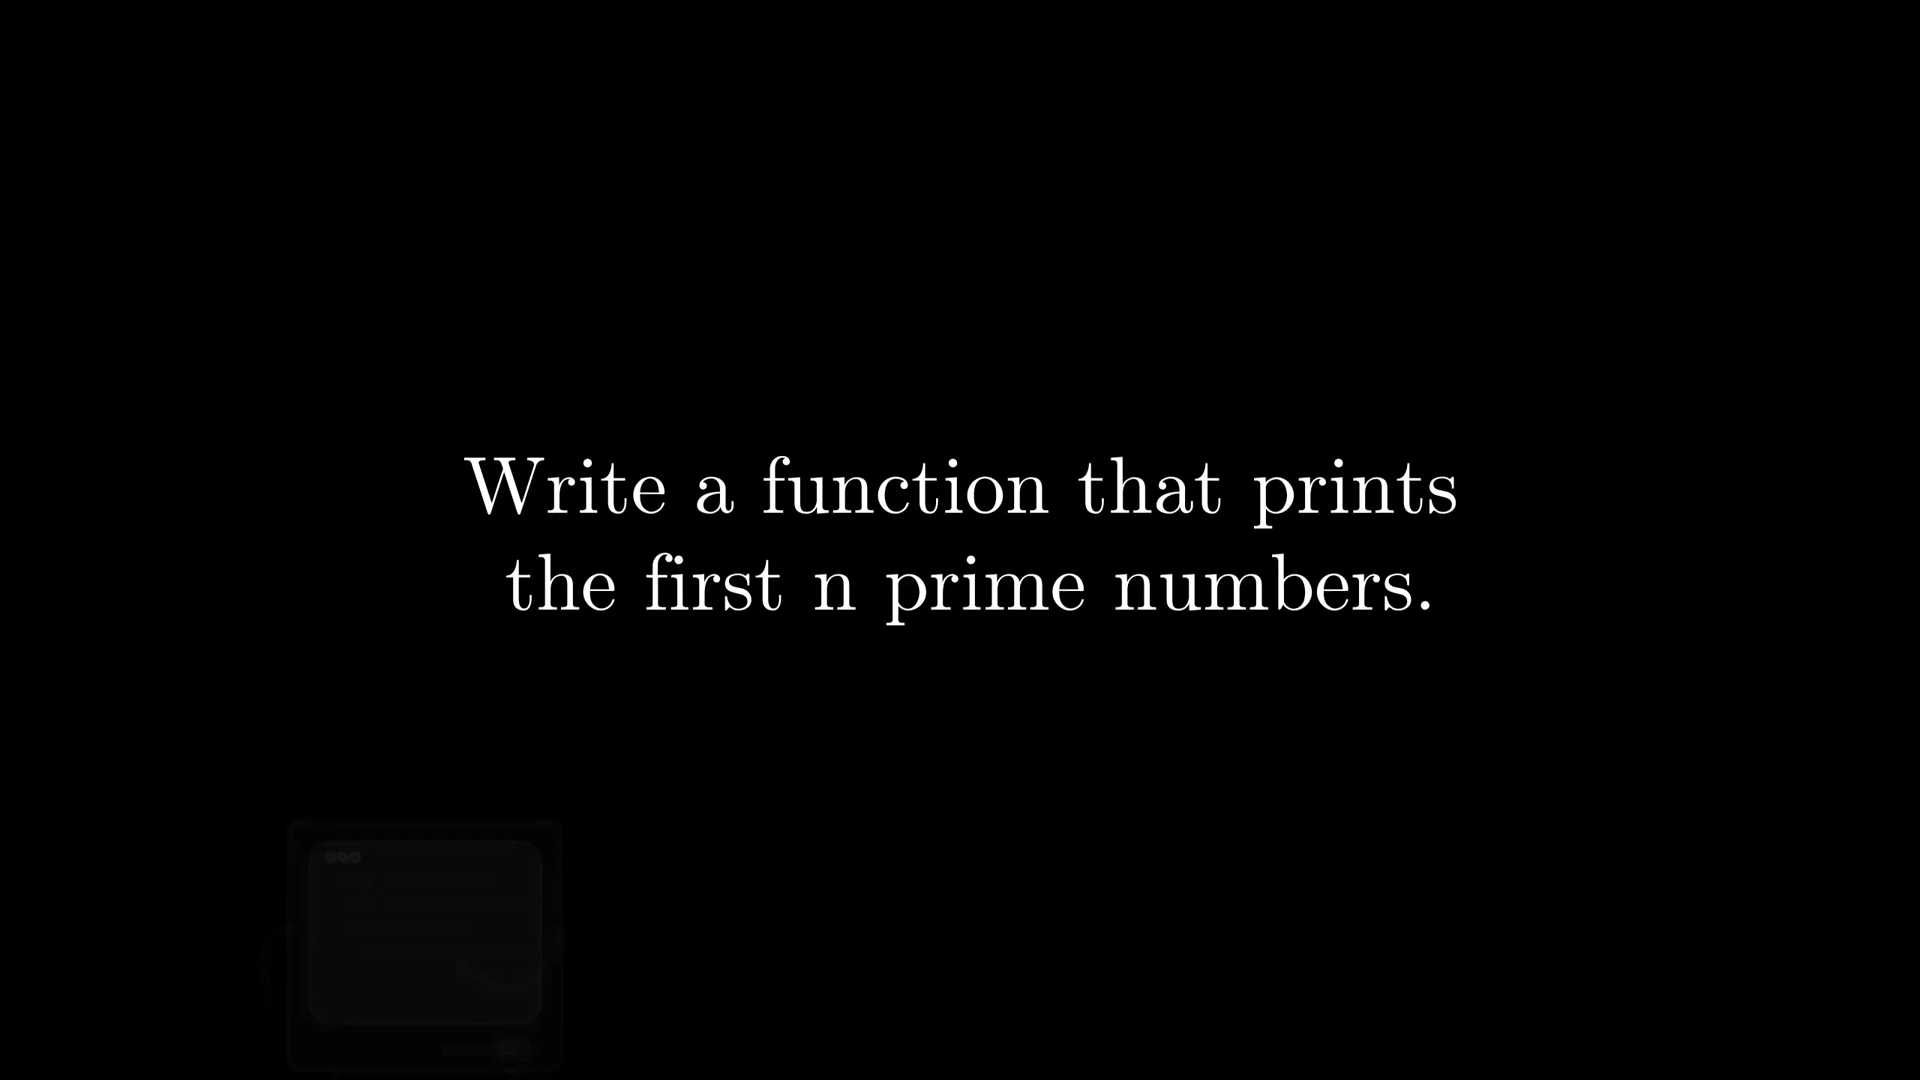 Write a function that prints
the first n prime numbers.